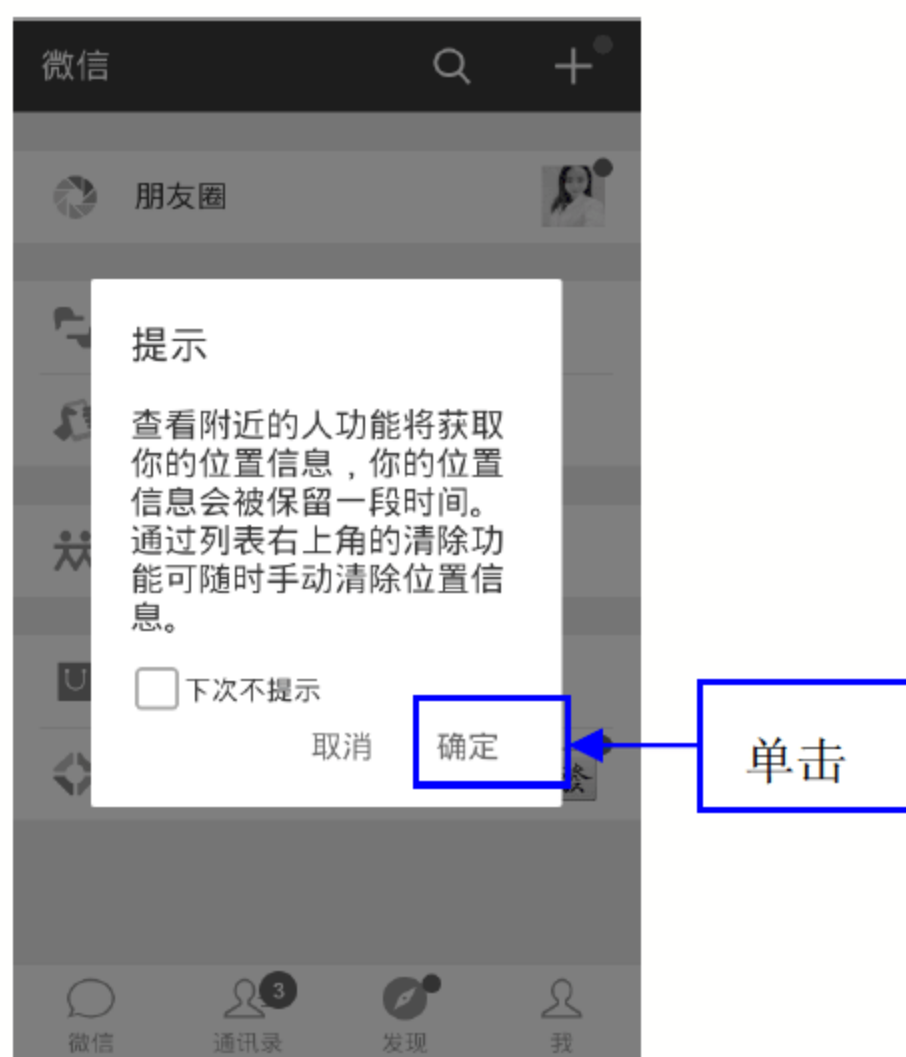 微信
朋友圈
提示
查看附近的人功能将获取
你的位置信息，你的位置
信息会被保留一段时间。
通过列表右上角的清除功
能可随时手动清除位置信
息。
下次不提示
取消 确定
单击
3
微信 通讯录 发现 我